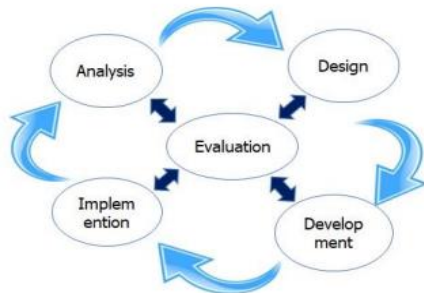 Analysis
Design
Evaluation
Implem
ention
Develop
ment